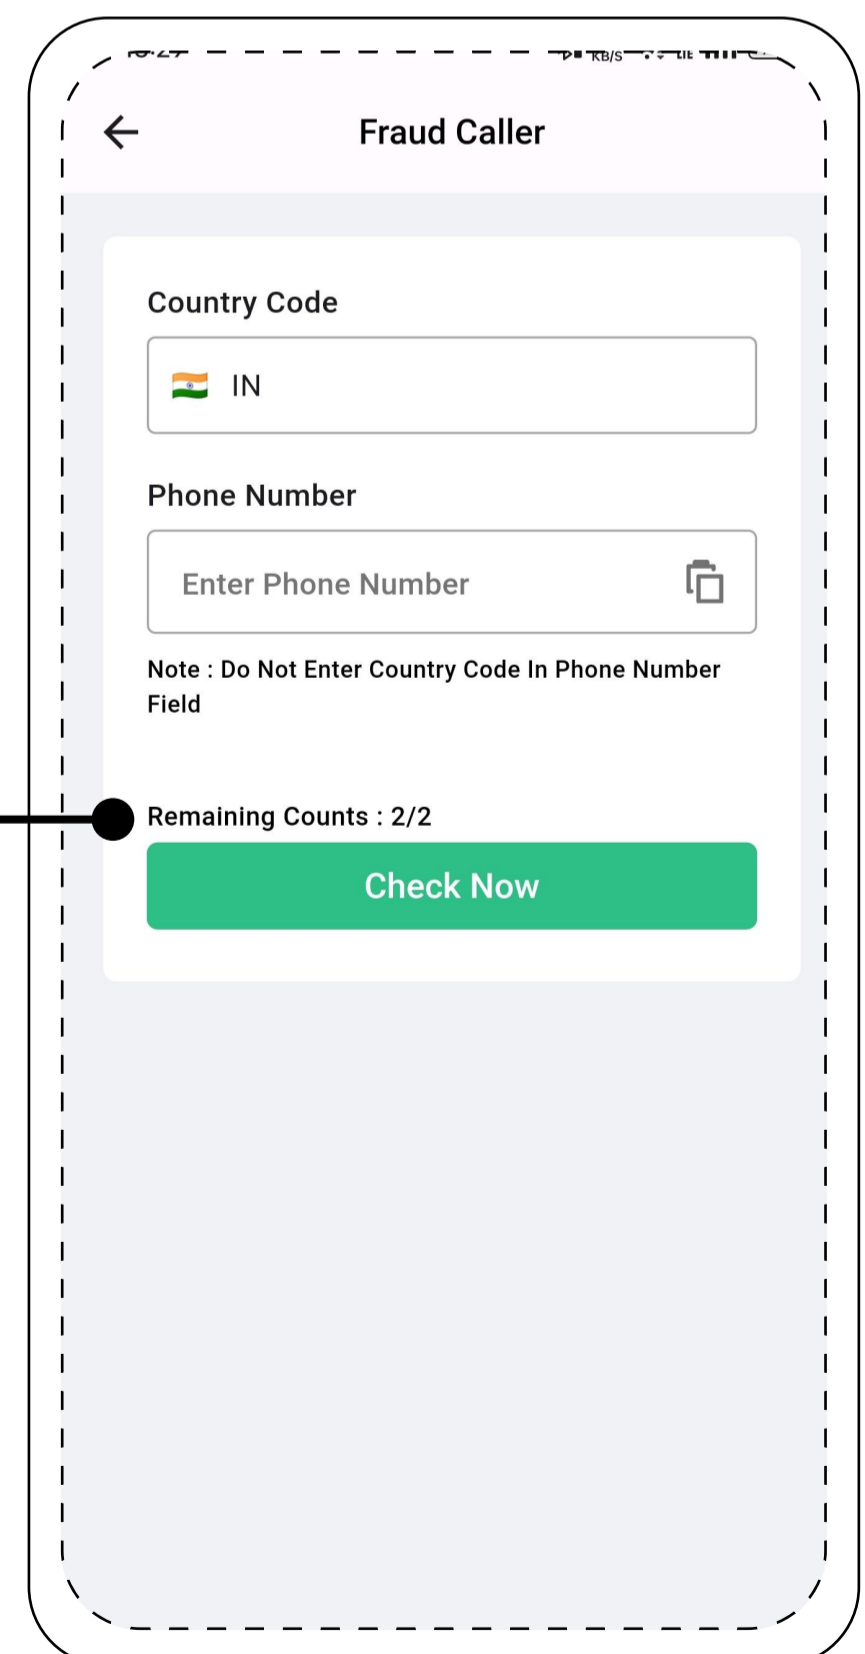 KB/S
Fraud Caller
Country Code
IN
Phone Number
Enter Phone Number
Note : Do Not Enter Country Code In Phone Number
Field
Remaining Counts : 2/2
Check Now